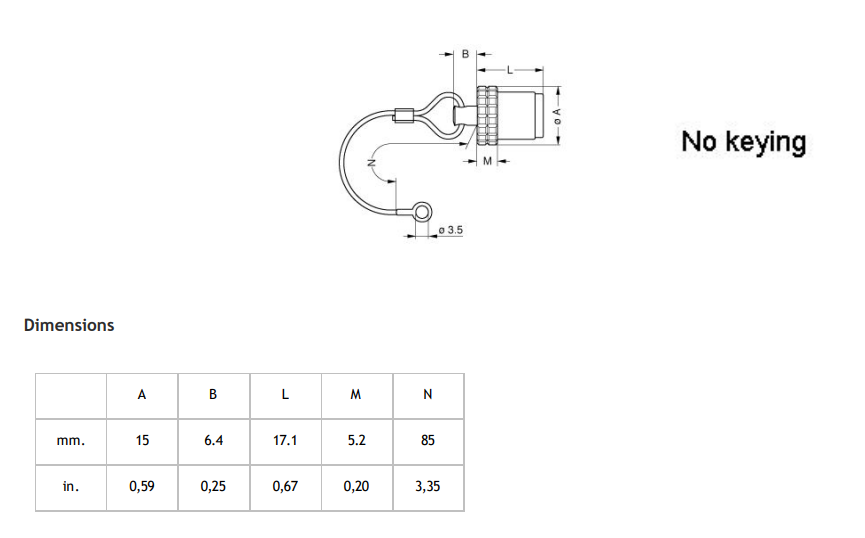 B
L
ø A
No keying
M
N
ø 3.5
Dimensions
A B L M N
mm. 15 6.4 17.1 5.2 85
in. 0,59 0,25 0,67 0,20 3,35